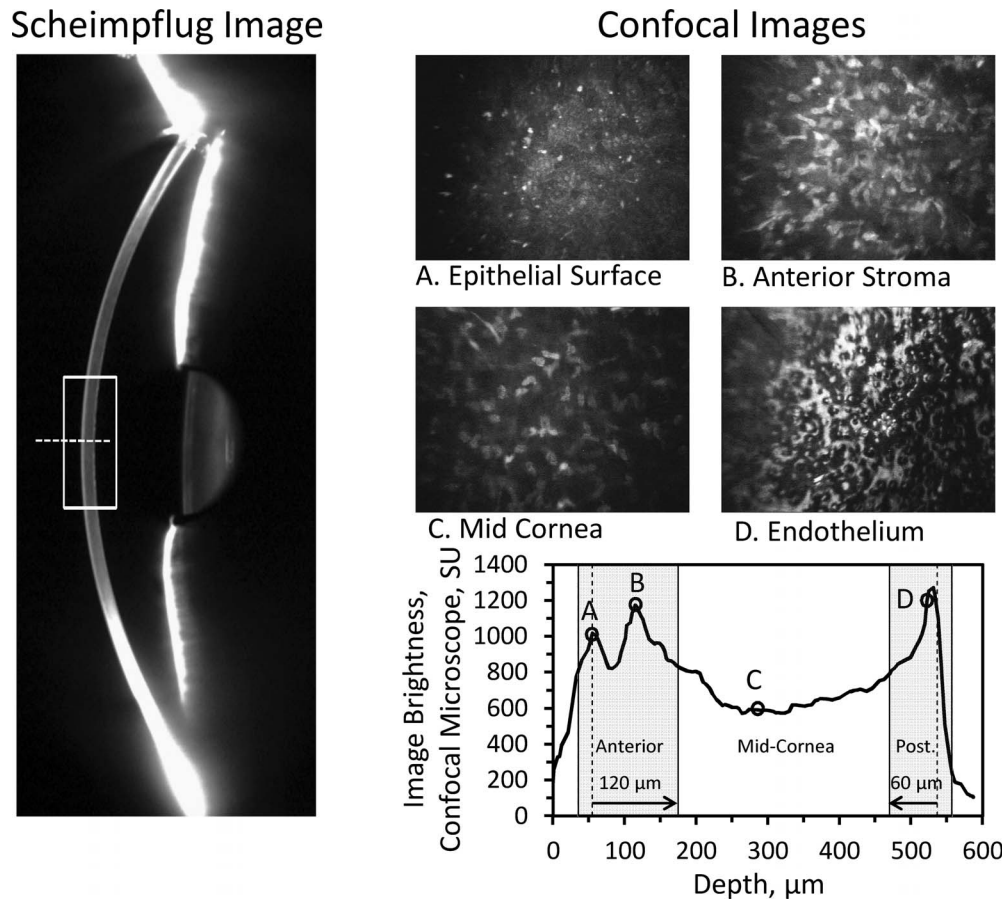 Scheimpflug Image
Confocal Images
A. Epithelial Surface
B. Anterior Stroma
C. Mid Cornea
D. Endothelium
Image Brightness,
Confocal Microscope, SU
1400
1200
1000
800
600
400
200
0
A
B
C
D
Anterior
120 µm
Mid-Cornea
Post.
60 µm
0 100 200 300 400 500 600
Depth, µm